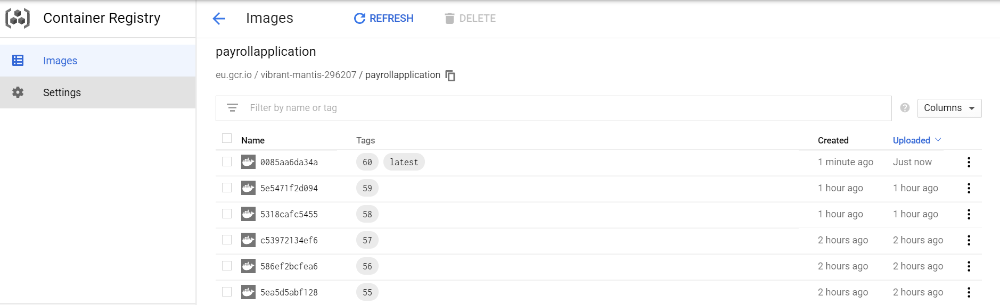 Container Registry
Images
REFRESH
DELETE
Images
Settings
payrollapplication
eu.gcr.io / vibrant-mantis-296207 / payrollapplication
Filter by name or tag
?
Columns
Name Tags Created Uploaded
0085aa6da34a 60 latest 1 minute ago Just now
5e5471f2d094 59 1 hour ago 1 hour ago
5318cafc5455 58 1 hour ago 1 hour ago
c53972134ef6 57 2 hours ago 2 hours ago
586ef2bcfea6 56 2 hours ago 2 hours ago
5ea5d5abf128 55 2 hours ago 2 hours ago